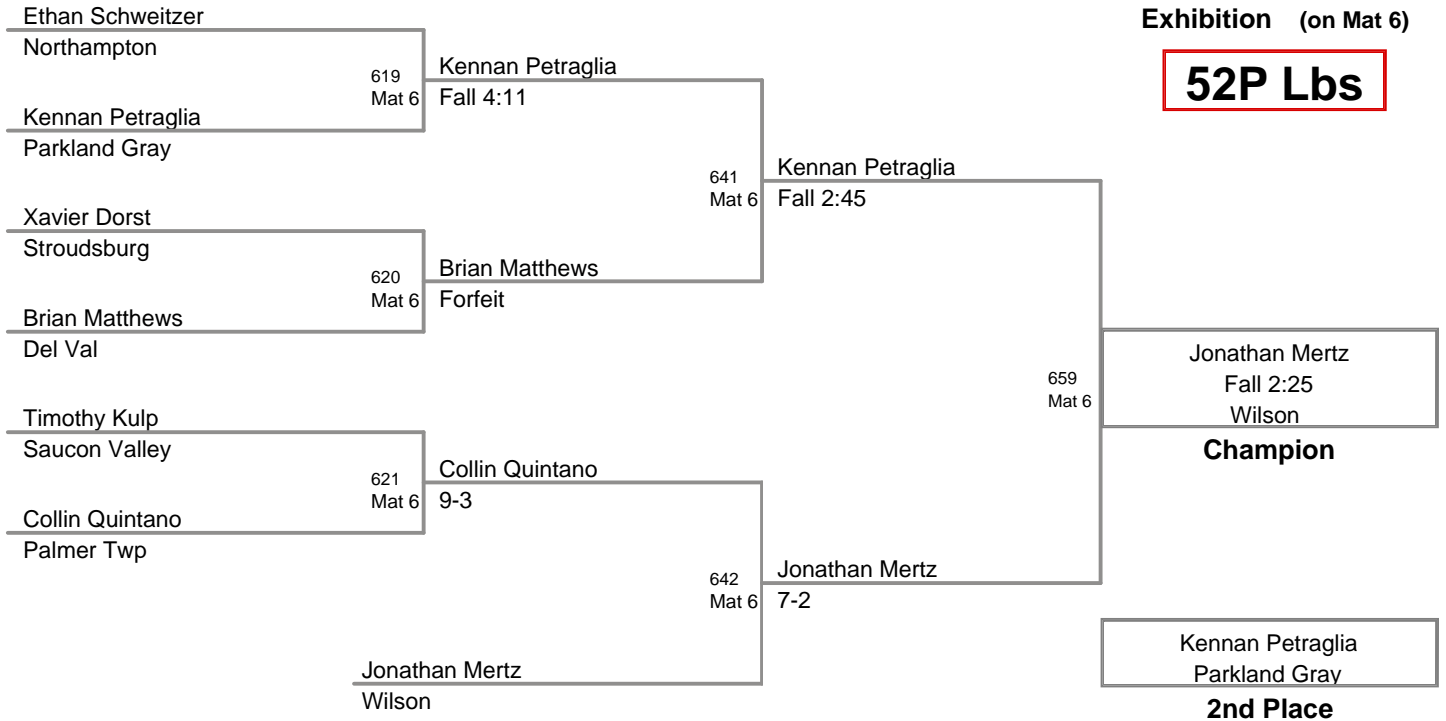 Exhibition (on Mat 6)
52P Lbs
Ethan Schweitzer
Northampton
619
Mat 6
Kennan Petraglia
Fall 4:11
Kennan Petraglia
Parkland Gray
641
Mat 6
Kennan Petraglia
Fall 2:45
Xavier Dorst
Stroudsburg
620
Mat 6
Brian Matthews
Forfeit
Brian Matthews
Del Val
659
Mat 6
Jonathan Mertz
Fall 2:25
Wilson
Champion
Timothy Kulp
Saucon Valley
621
Mat 6
Collin Quintano
9-3
Collin Quintano
Palmer Twp
642
Mat 6
Jonathan Mertz
7-2
Jonathan Mertz
Wilson
Kennan Petraglia
Parkland Gray
2nd Place